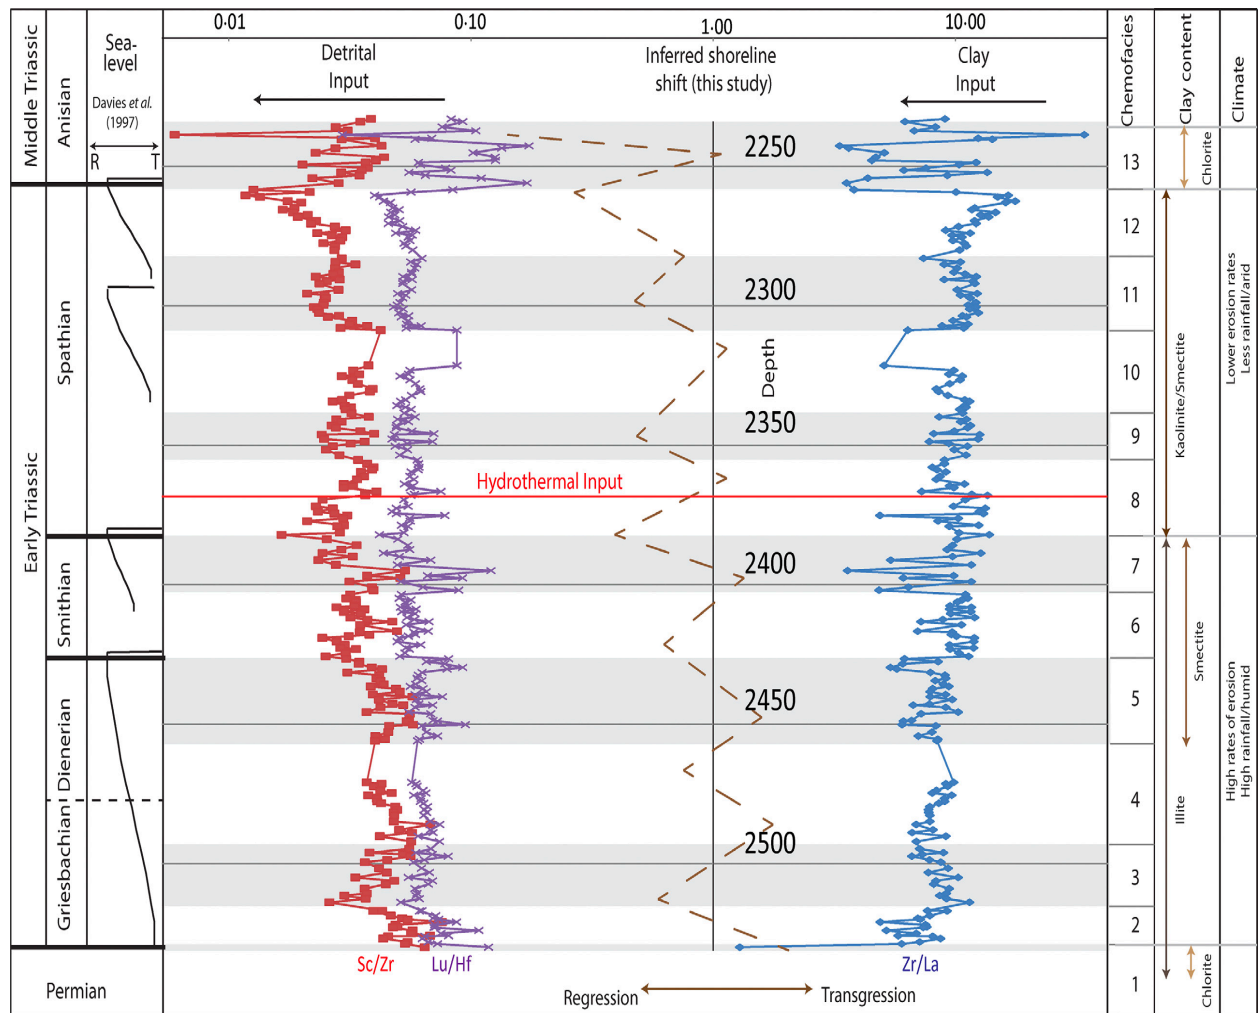 0.01
0.10
1.00
10.00
Middle Triassic
Anisian
Sea-
level
Davies et al.
(1997)
R
T
Detrital
Input
Inferred shoreline
shift (this study)
Clay
Input
Chemofacies
Clay content
Climate
2250
13
Chlorite
12
2300
11
Spathian
Depth
10
Kaolinite/Smectite
Lower erosion rates
Less rainfall/arid
2350
9
Early Triassic
Hydrothermal Input
8
2400
7
Smithian
6
Smectite
2450
5
Dienerian
High rates of erosion
High rainfall/humid
4
Illite
2500
Griesbachian
3
2
Sc/Zr
Lu/Hf
Zr/La
Permian
Regression
Transgression
1
Chlorite